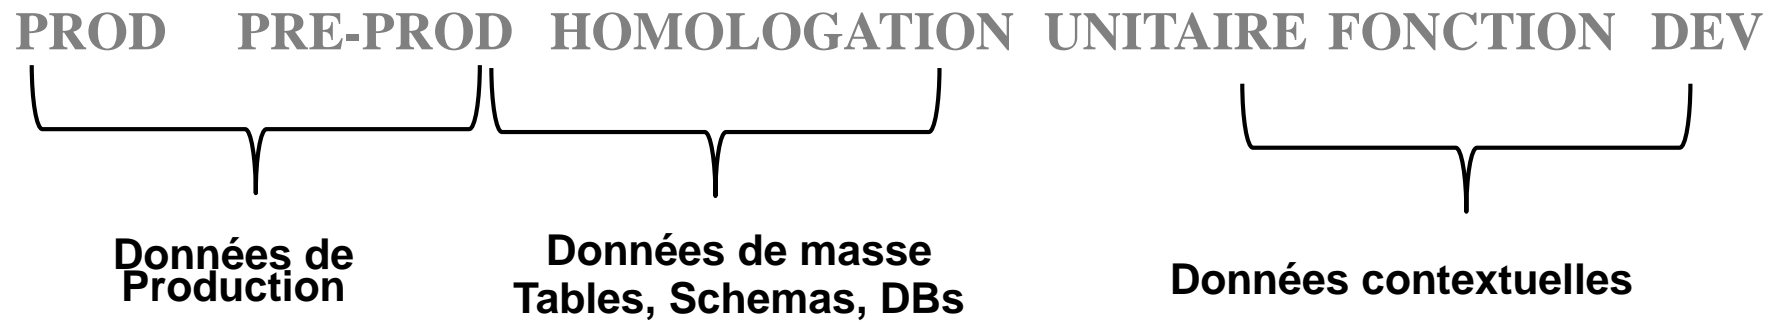 PROD PRE-PROD HOMOLOGATION UNITAIRE FONCTION DEV
Données de
Production
Données de masse
Tables, Schemas, DBs
Données contextuelles